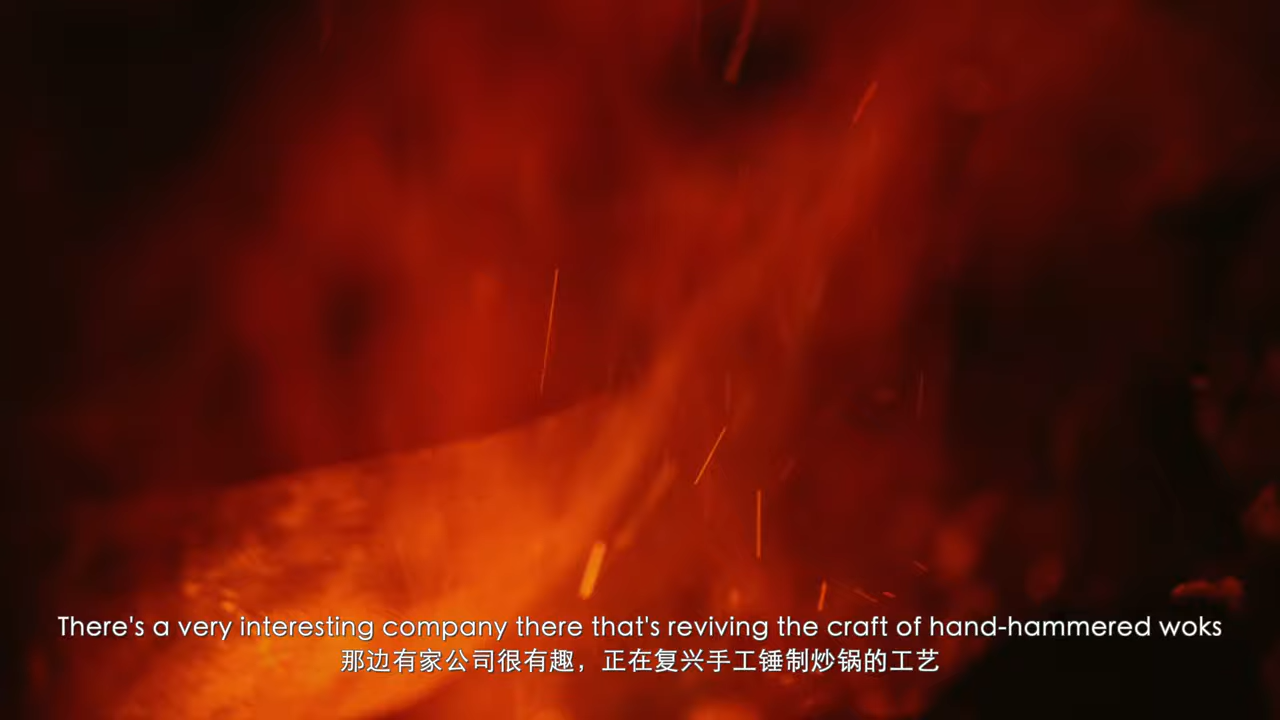 There's a very interesting company there that's reviving the craft of hand-hammered woks
那边有家公司很有趣，正在复兴手工锤制炒锅的工艺